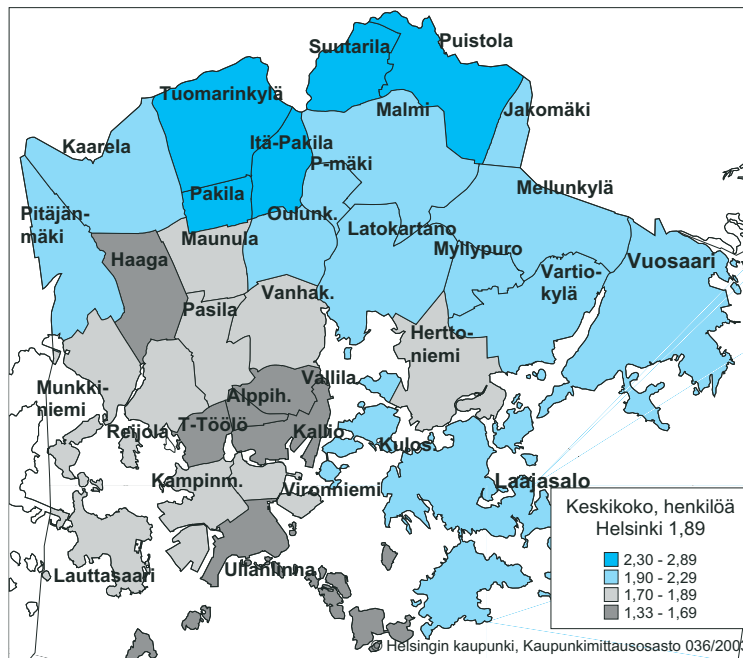 Suutarila
Puistola
Tuomarinkylä
Malmi
Jakomäki
Kaarela
Itä-Pakila
P-mäki
Pakila
Mellunkylä
Pitäjän-
mäki
Oulunk.
Latokartano
Maunula
Myllypuro
Haaga
Vartio-
kylä
Vuosaari
Vanhak.
Pasila
Hertto-
niemi
Munkki-
niemi
Vallila
Alppih.
Reijola
T-Töölö
Kallio
Kulos.
Kampinm.
Vironniemi
Laajasalo
Lauttasaari
Ullanlinna
Keskikoko, henkilöä
Helsinki 1,89
2,30 - 2,89
1,90 - 2,29
1,70 - 1,89
1,33 - 1,69
© Helsingin kaupunki, Kaupunkimittausosasto 036/2003